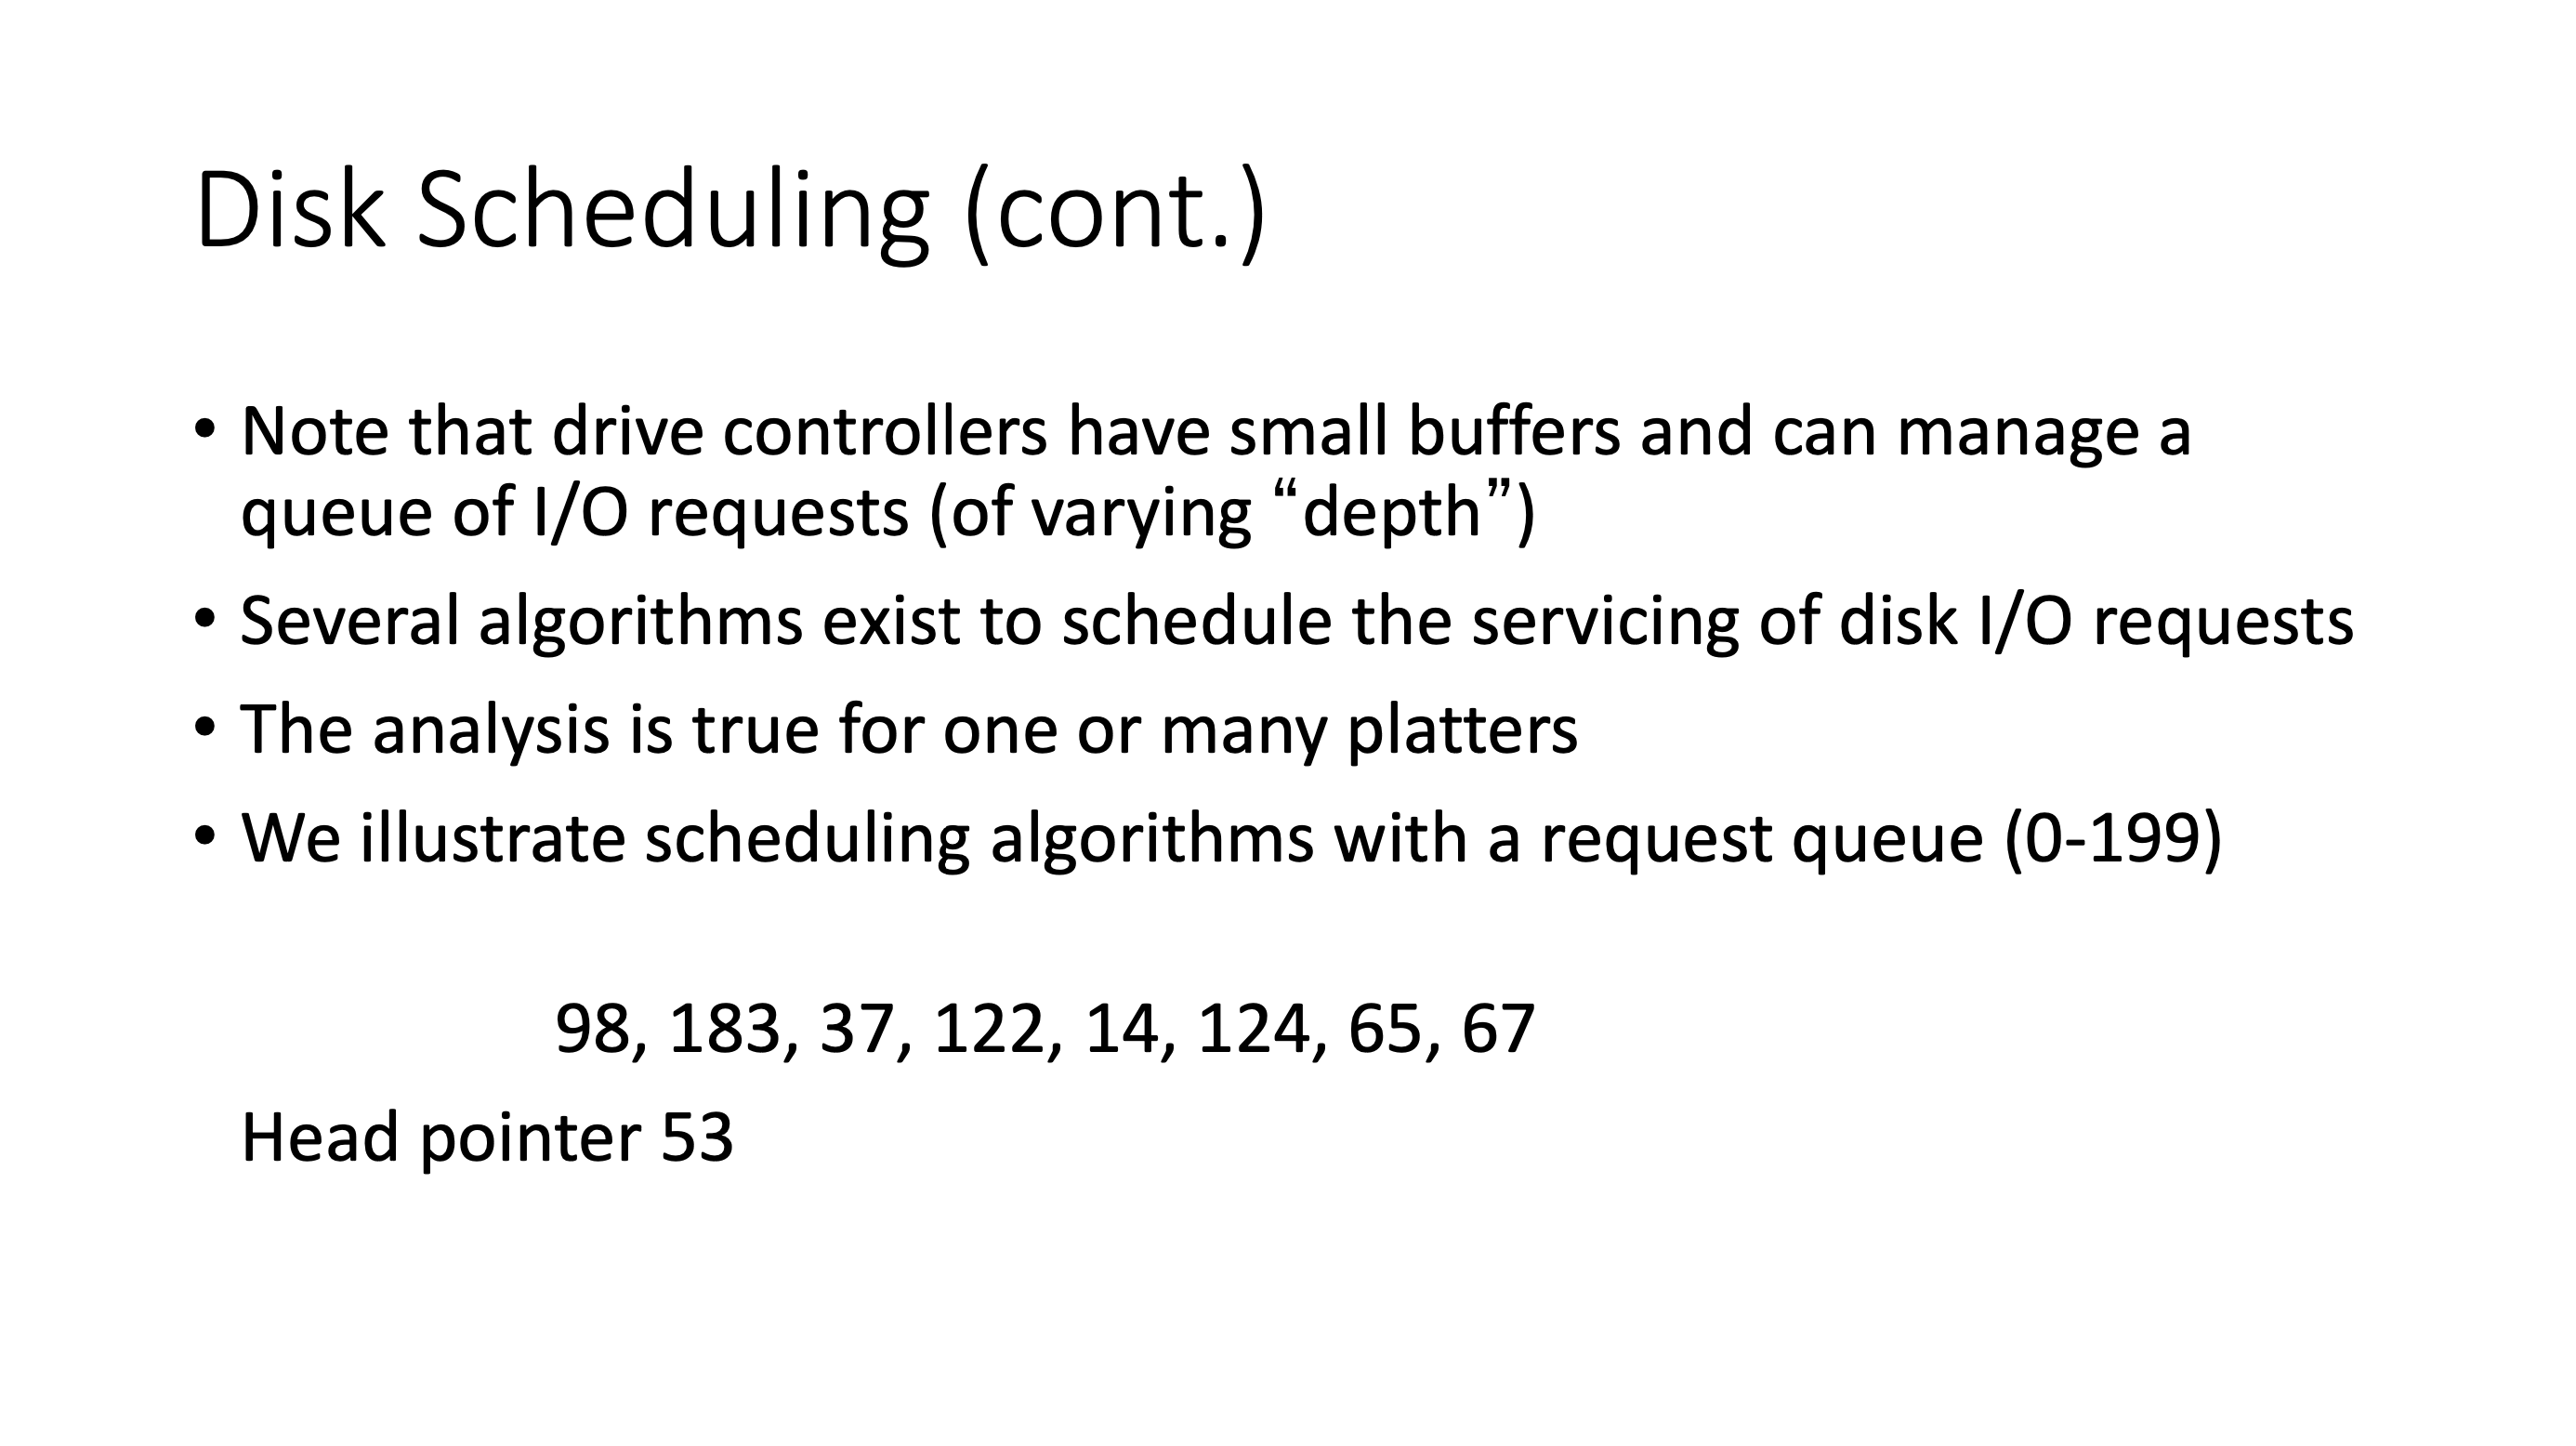 Disk Scheduling (cont.)
• Note that drive controllers have small buffers and can manage a
queue of I/O requests (of varying “depth”)
• Several algorithms exist to schedule the servicing of disk I/O requests
• The analysis is true for one or many platters
• We illustrate scheduling algorithms with a request queue (0-199)
98, 183, 37, 122, 14, 124, 65, 67
Head pointer 53